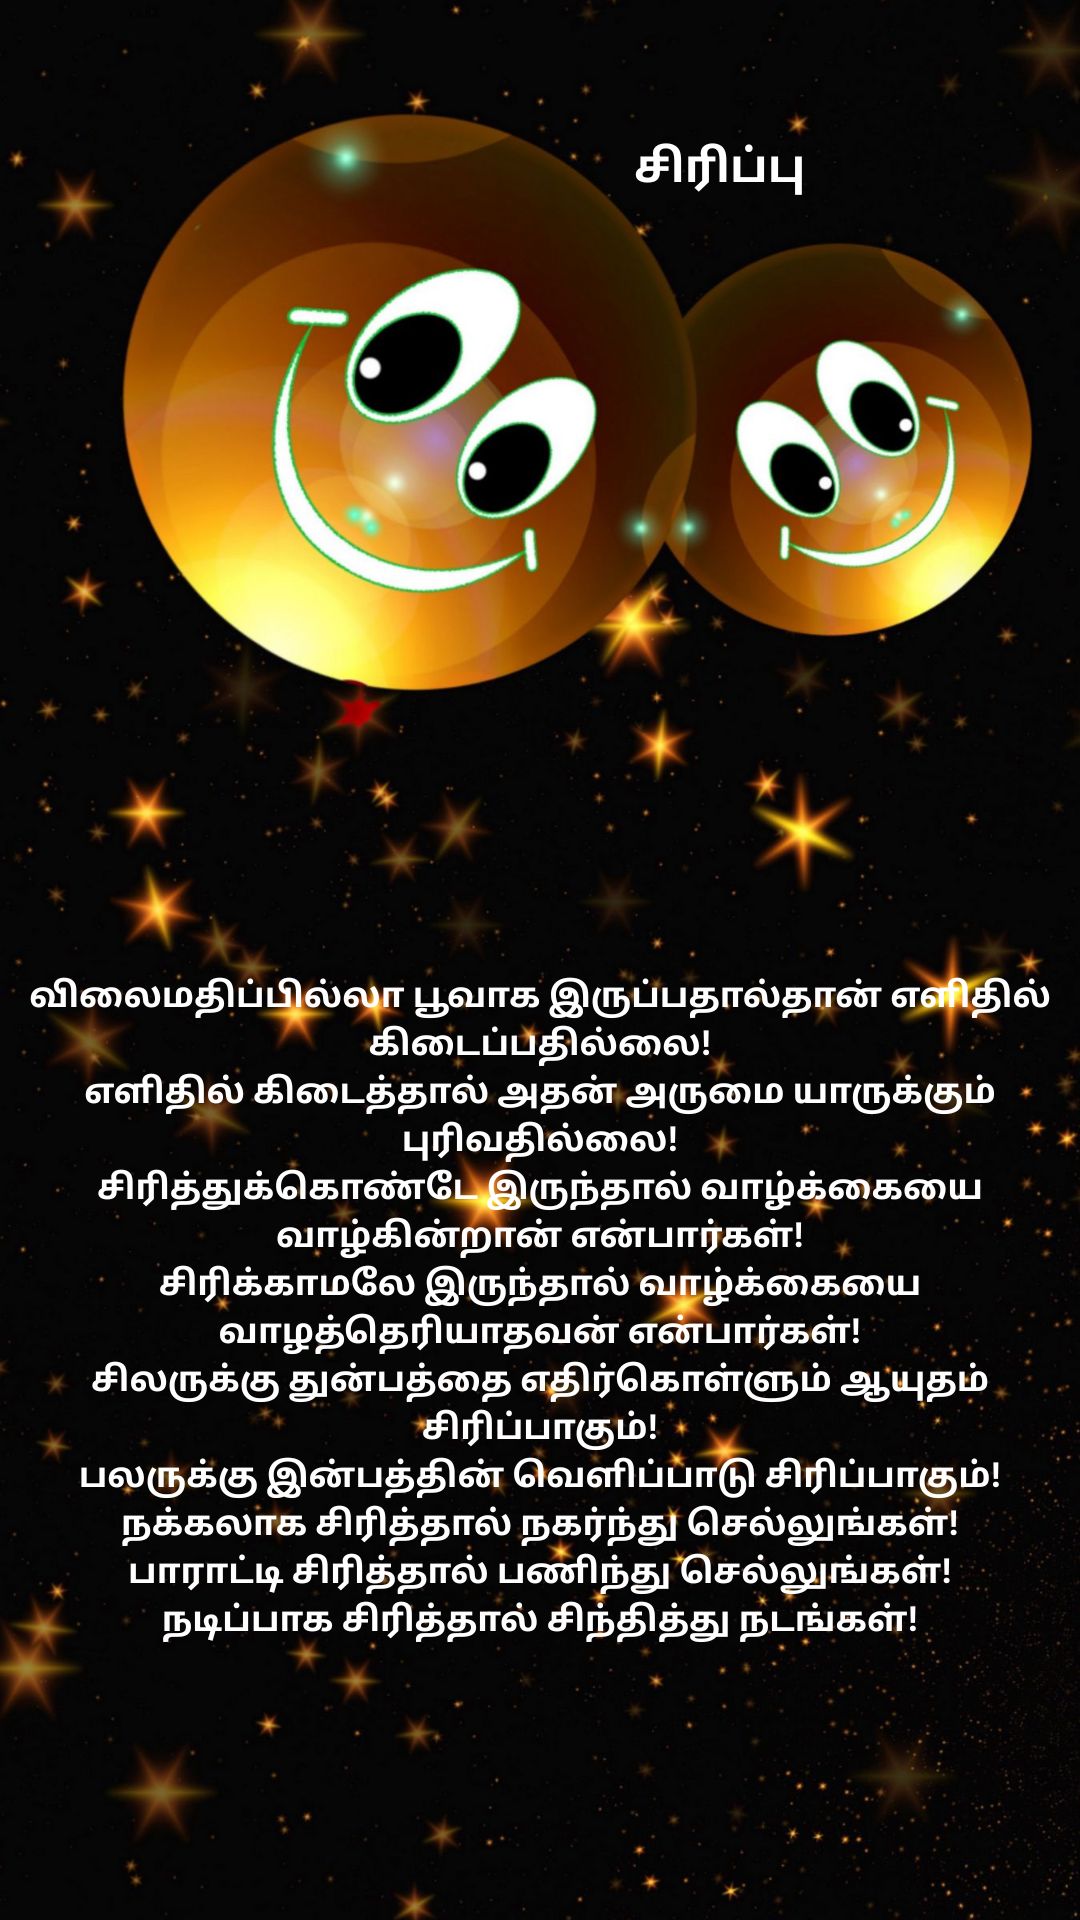 சிரிப்பு
விலைமதிப்பில்லா பூவாக இருப்பதால்தான் எளிதில்
கிடைப்பதில்லை!
எளிதில் கிடைத்தால் அதன் அருமை யாருக்கும்
புரிவதில்லை!
சிரித்துக்கொண்டே இருந்தால் வாழ்க்கையை
வாழ்கின்றான் என்பார்கள்!
சிரிக்காமலே இருந்தால் வாழ்க்கையை
வாழத்தெரியாதவன் என்பார்கள்!
சிலருக்கு துன்பத்தை எதிர்கொள்ளும் ஆயுதம்
சிரிப்பாகும்!
பலருக்கு இன்பத்தின் வெளிப்பாடு சிரிப்பாகும்!
நக்கலாக சிரித்தால் நகர்ந்து செல்லுங்கள்!
பாராட்டி சிரித்தால் பணிந்து செல்லுங்கள்!
நடிப்பாக சிரித்தால் சிந்தித்து நடங்கள்!